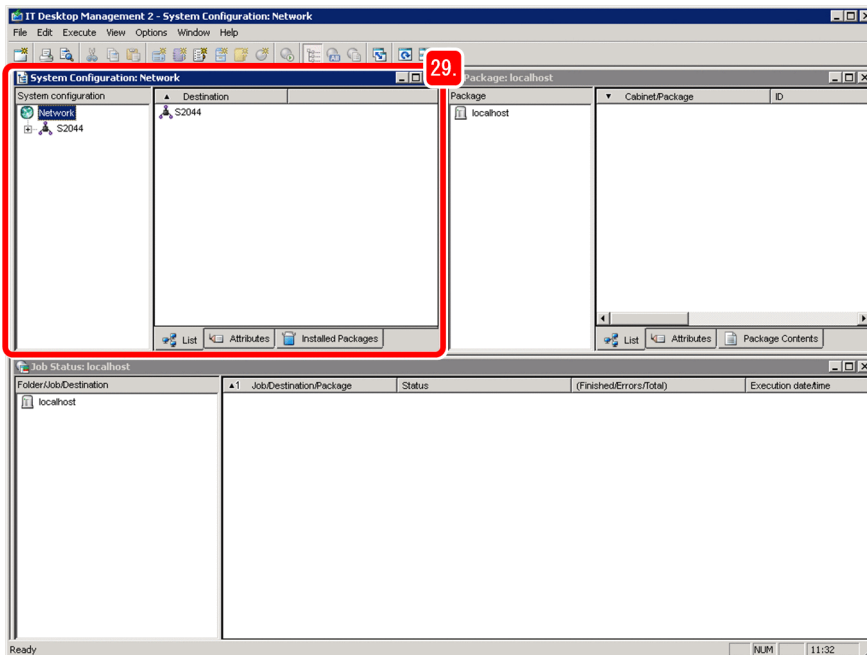 IT Desktop Management 2 - System Configuration: Network
File Edit Execute View Options Window Help
29.
System Configuration: Network
System configuration
Network
S2044
Destination
S2044
List Attributes Installed Packages
Package: localhost
Package
localhost
Cabinet/Package ID
List Attributes Package Contents
Job Status: localhost
Folder/Job/Destination
localhost
1 Job/Destination/Package Status (Finished/Errors/Total) Execution date/time
Ready NUM 11:32